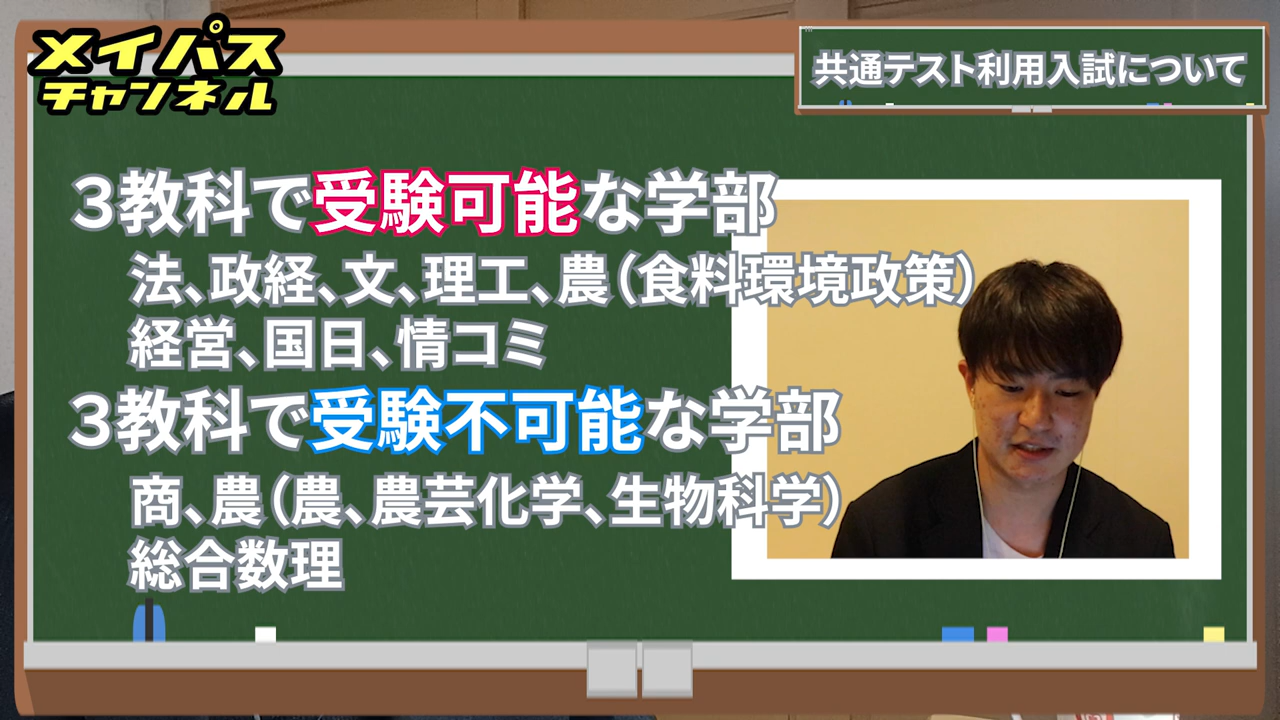 メイパス
チャンネル
共通テスト利用入試について
3教科で受験可能な学部
法、政経、文、理工、農(食料環境政策)
経営、国日、情コミ
3教科で受験不可能な学部
商、農(農、農芸化学、生物科学)
総合数理